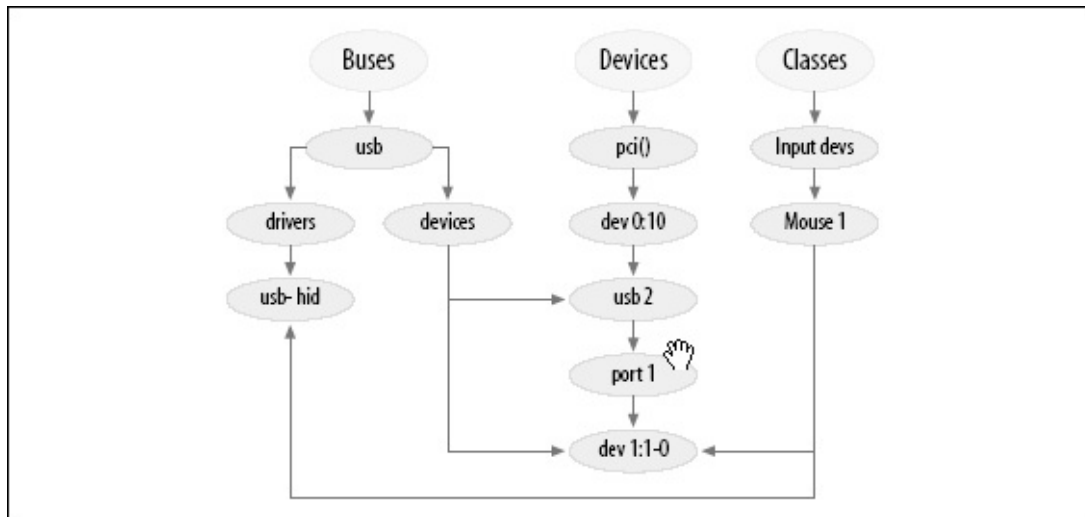 Buses Devices Classes
usb pci() Input devs
drivers devices dev 0:10 Mouse 1
usb- hid usb 2
port 1
dev 1:1-0